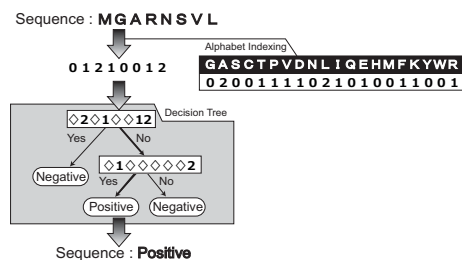 Sequence : MGARNSVL
Alphabet Indexing
GASCTPVDNLIQEHMFKYWR
01210012
02001111021010011001
Decision Tree
◇2◇1◇◇12
Yes No
Negative
◇1◇◇◇◇◇2
Yes No
Positive Negative
Sequence : Positive